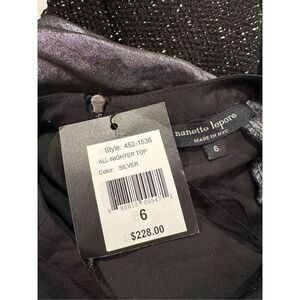 nanette lepore
MADE IN NYC
6
Style: 452-1536
ALL-NIGHTER TOP
Color: SILVER
6
$228.00